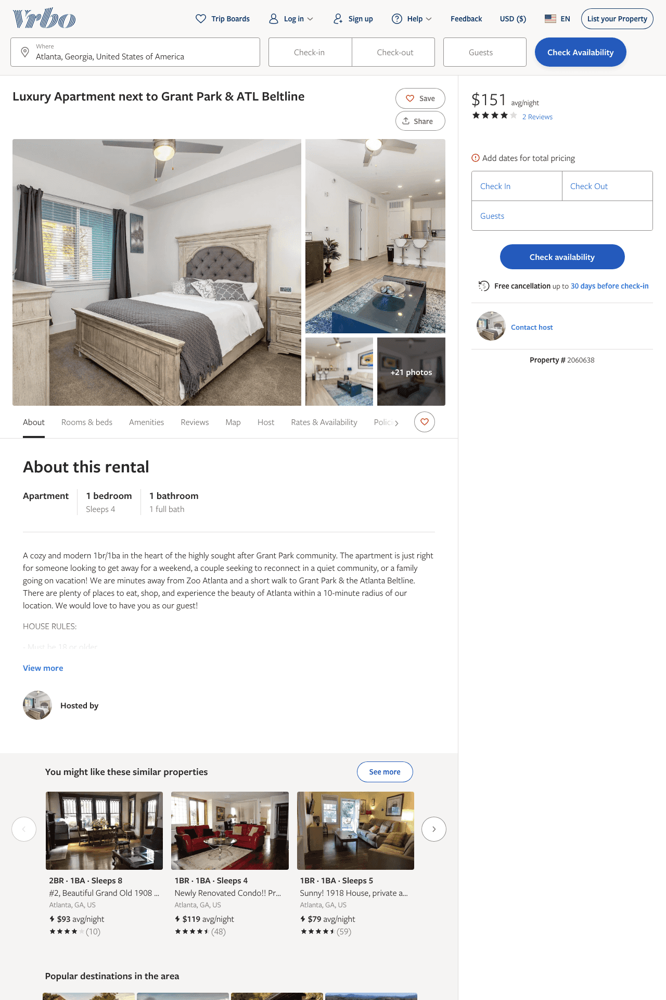 Vrbo
Trip Boards
Log in
Sign up
Help
Feedback
USD ($)
EN
List your Property
Where
Atlanta, Georgia, United States of America
Check-in
Check-out
Guests
Check Availability
Luxury Apartment next to Grant Park & ATL Beltline
Save
Share
+21 photos
$151 avg/night
2 Reviews
Add dates for total pricing
Check In
Check Out
Guests
Check availability
Free cancellation up to 30 days before check-in
Contact host
Property # 2060638
About
Rooms & beds
Amenities
Reviews
Map
Host
Rates & Availability
Polici
About this rental
Apartment
1 bedroom
Sleeps 4
1 bathroom
1 full bath
A cozy and modern 1br/1ba in the heart of the highly sought after Grant Park community. The apartment is just right
for someone looking to get away for a weekend, a couple seeking to reconnect in a quiet community, or a family
going on vacation! We are minutes away from Zoo Atlanta and a short walk to Grant Park & the Atlanta Beltline.
There are plenty of places to eat, shop, and experience the beauty of Atlanta within a 10-minute radius of our
location. We would love to have you as our guest!
HOUSE RULES:
- Must be 18 or older
View more
Hosted by
You might like these similar properties
See more
2BR · 1BA · Sleeps 8
#2, Beautiful Grand Old 1908 ...
Atlanta, GA, US
$93 avg/night
(10)
1BR · 1BA · Sleeps 4
Newly Renovated Condo!! Pr...
Atlanta, GA, US
$119 avg/night
(48)
1BR · 1BA · Sleeps 5
Sunny! 1918 House, private a...
Atlanta, GA, US
$79 avg/night
(59)
Popular destinations in the area